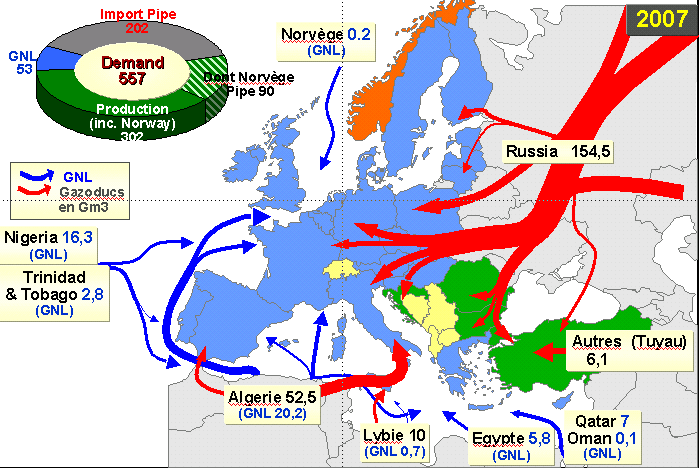 2007
Import Pipe
202
GNL
53
Demand
557
Dont Norvège
Pipe 90
Production
(inc. Norway)
302
Norvège 0.2
(GNL)
Russia 154,5
GNL
Gazoducs
en Gm3
Nigeria 16,3
(GNL)
Trinidad
& Tobago 2,8
(GNL)
Autres (Tuyau)
6,1
Algerie 52,5
(GNL 20,2)
Lybie 10
(GNL 0,7)
Egypte 5,8
(GNL)
Qatar 7
Oman 0,1
(GNL)